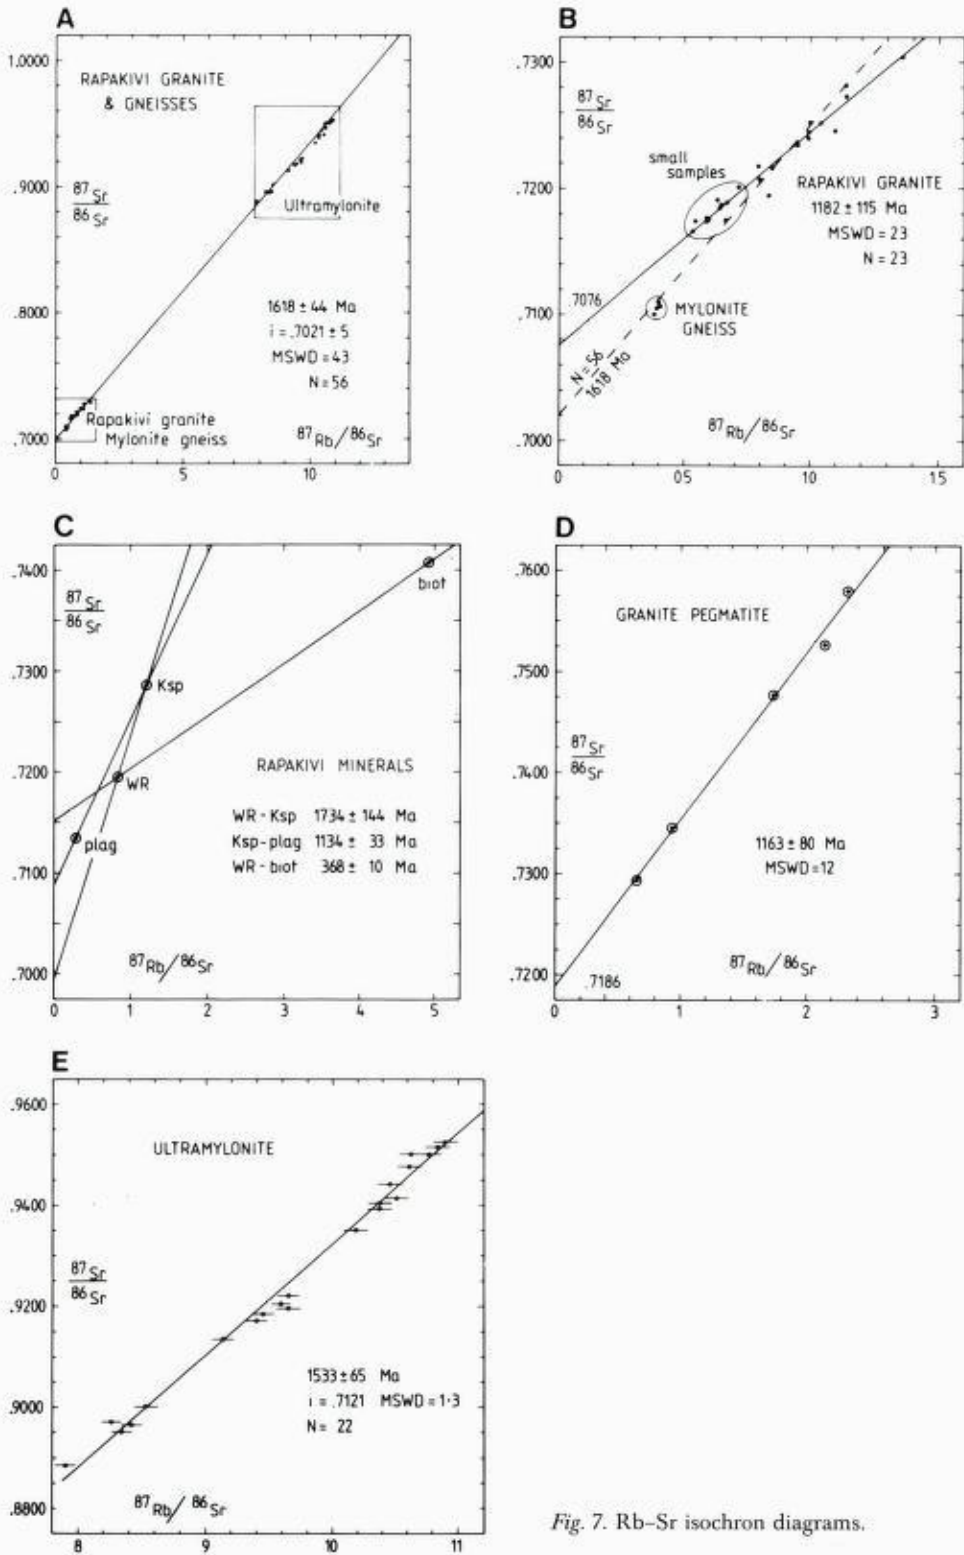 A
1.0000
.9000
.8000
.7000
87Sr
86Sr
RAPAKIVI GRANITE
& GNEISSES
Ultramylonite
1618 ± 44 Ma
i = .7021 ± 5
MSWD = 43
N = 56
Rapakivi granite
Mylonite gneiss
87Rb/86Sr
0 5 10
B
.7300
.7200
.7100
.7000
87Sr
86Sr
small
samples
RAPAKIVI GRANITE
1182 ± 115 Ma
MSWD = 23
N = 23
.7076
MYLONITE
GNEISS
N = 56
1618 Ma
87Rb/86Sr
0 0.5 1.0 1.5
C
.7400
.7300
.7200
.7100
.7000
87Sr
86Sr
biot
Ksp
WR
plag
RAPAKIVI MINERALS
WR - Ksp 1734 ± 144 Ma
Ksp-plag 1134 ± 33 Ma
WR-biot 368 ± 10 Ma
87Rb/86Sr
0 1 2 3 4 5
D
.7600
.7500
.7400
.7300
.7200
GRANITE PEGMATITE
87Sr
86Sr
1163 ± 80 Ma
MSWD = 12
87Rb/86Sr
.7186
0 1 2 3
E
.9600
.9400
.9200
.9000
.8800
ULTRAMYLONITE
87Sr
86Sr
1533 ± 65 Ma
i = .7121 MSWD = 1·3
N = 22
87Rb/86Sr
8 9 10 11
Fig. 7. Rb–Sr isochron diagrams.